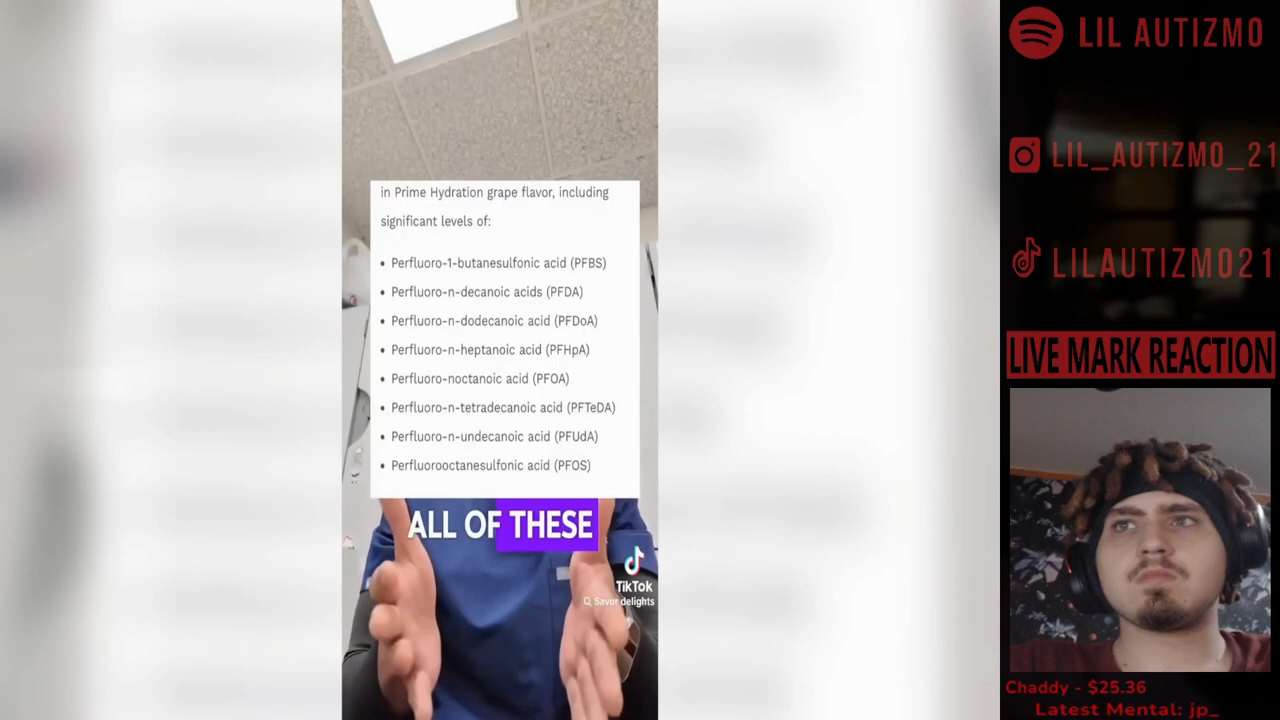 in Prime Hydration grape flavor, including
significant levels of:
• Perfluoro-1-butanesulfonic acid (PFBS)
• Perfluoro-n-decanoic acids (PFDA)
• Perfluoro-n-dodecanoic acid (PFDoA)
• Perfluoro-n-heptanoic acid (PFHpA)
• Perfluoro-noctanoic acid (PFOA)
• Perfluoro-n-tetradecanoic acid (PFTeDA)
• Perfluoro-n-undecanoic acid (PFUdA)
• Perfluorooctanesulfonic acid (PFOS)
ALL OF THESE
TikTok
Savor delights
LIL AUTIZMO
LIL_AUTIZMO_21
LILAUTIZMO21
LIVE MARK REACTION
Chaddy - $25.36
Latest Mental: jp_